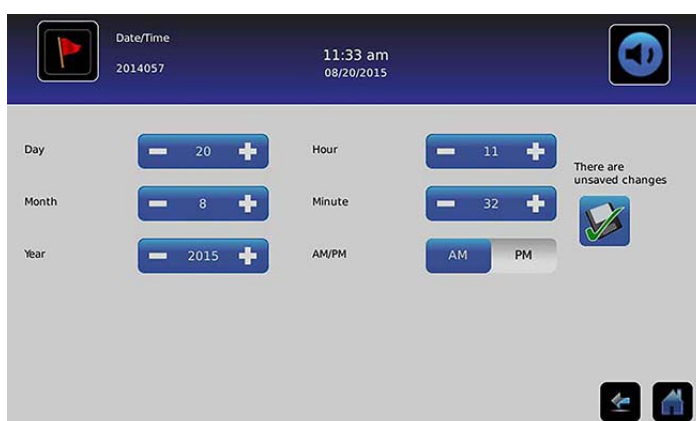 Date/Time
2014057
11:33 am
08/20/2015
Day
20
Hour
11
There are
unsaved changes
Month
8
Minute
32
Year
2015
AM/PM
AM
PM